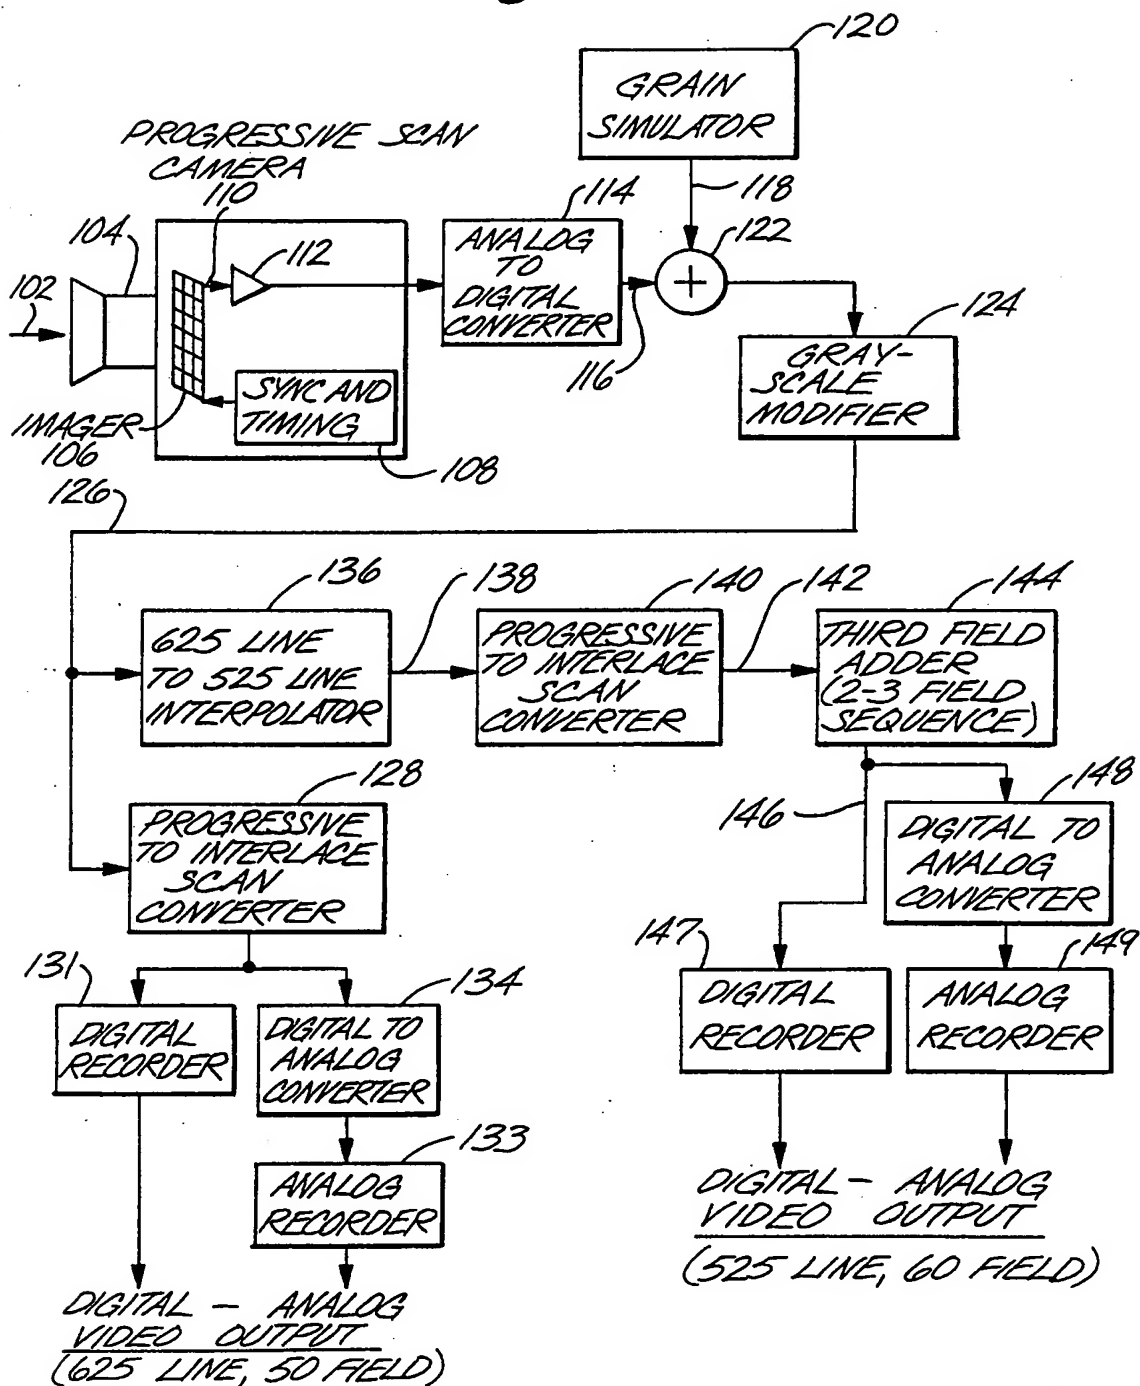 120
GRAIN
SIMULATOR
118
PROGRESSIVE SCAN
CAMERA
110
104
112
102
114
ANALOG
TO
DIGITAL
CONVERTER
116
122
+
124
GRAY-
SCALE
MODIFIER
IMAGER
106
SYNC AND
TIMING
108
126
136
625 LINE
TO 525 LINE
INTERPOLATOR
138
140
PROGRESSIVE
TO INTERLACE
SCAN
CONVERTER
142
144
THIRD FIELD
ADDER
(2-3 FIELD
SEQUENCE)
128
PROGRESSIVE
TO INTERLACE
SCAN
CONVERTER
146
148
DIGITAL TO
ANALOG
CONVERTER
131
DIGITAL
RECORDER
134
DIGITAL TO
ANALOG
CONVERTER
147
DIGITAL
RECORDER
149
ANALOG
RECORDER
133
ANALOG
RECORDER
DIGITAL - ANALOG
VIDEO OUTPUT
(525 LINE, 60 FIELD)
DIGITAL - ANALOG
VIDEO OUTPUT
(625 LINE, 50 FIELD)